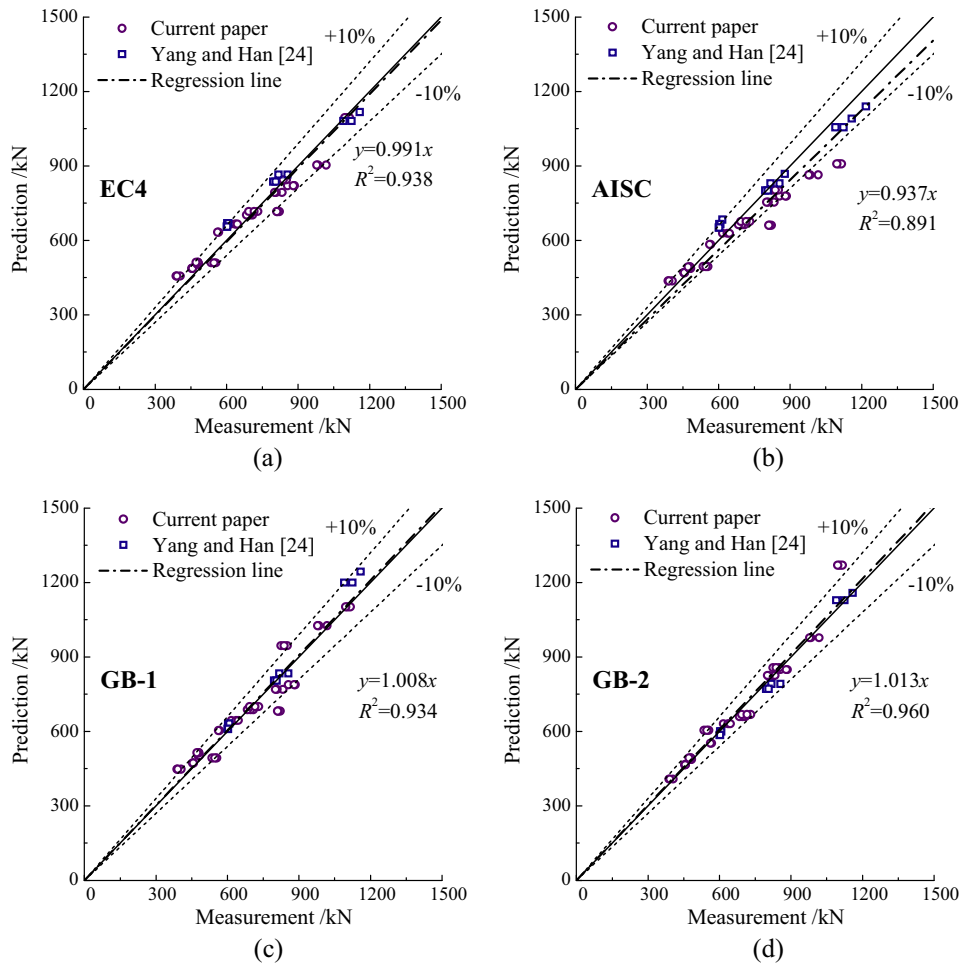 1500
1200
900
600
300
0
Prediction /kN
Current paper
Yang and Han [24]
Regression line
+10%
-10%
y=0.991x
R²=0.938
EC4
0 300 600 900 1200 1500
Measurement /kN
(a)
1500
1200
900
600
300
0
Prediction /kN
Current paper
Yang and Han [24]
Regression line
+10%
-10%
AISC
y=0.937x
R²=0.891
0 300 600 900 1200 1500
Measurement /kN
(b)
1500
1200
900
600
300
0
Prediction /kN
Current paper
Yang and Han [24]
Regression line
+10%
-10%
GB-1
y=1.008x
R²=0.934
0 300 600 900 1200 1500
Measurement /kN
(c)
1500
1200
900
600
300
0
Prediction /kN
Current paper
Yang and Han [24]
Regression line
+10%
-10%
GB-2
y=1.013x
R²=0.960
0 300 600 900 1200 1500
Measurement /kN
(d)